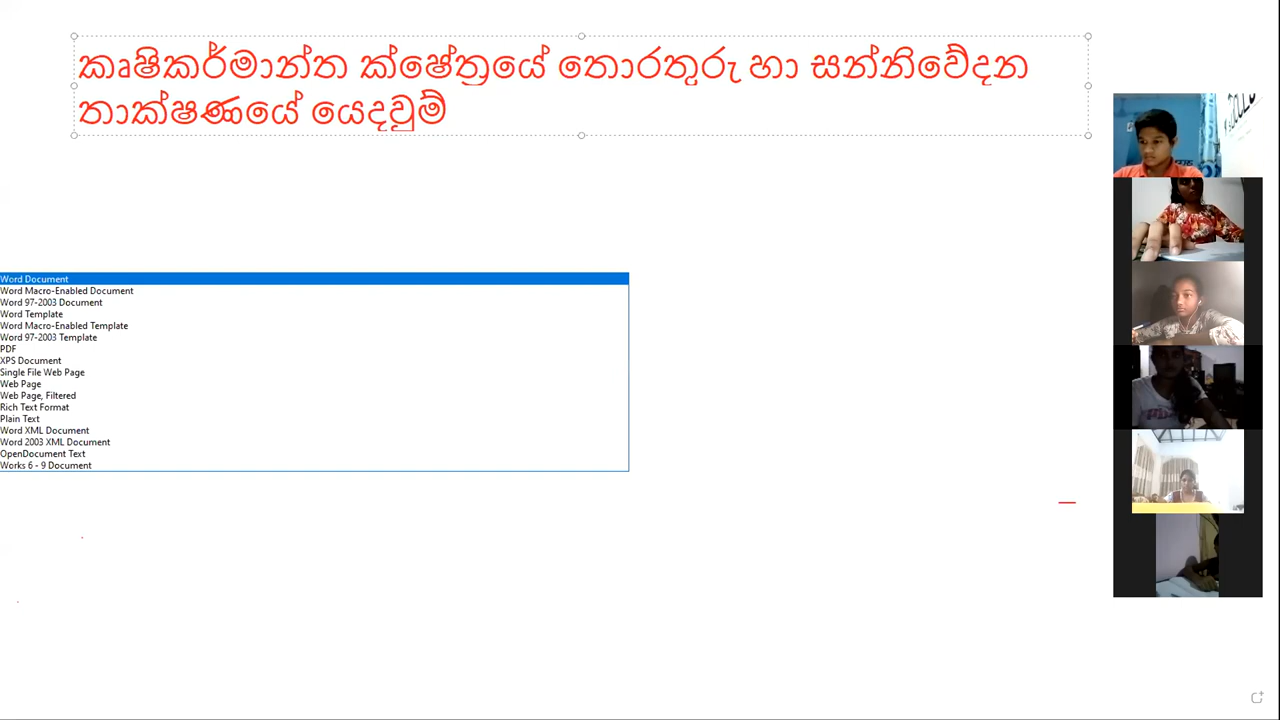 කෘෂිකර්මාන්ත ක්ෂේත්‍රයේ තොරතුරු හා සන්නිවේදන
තාක්ෂණයේ යෙදවුම්
Word Document
Word Macro-Enabled Document
Word 97-2003 Document
Word Template
Word Macro-Enabled Template
Word 97-2003 Template
PDF
XPS Document
Single File Web Page
Web Page
Web Page, Filtered
Rich Text Format
Plain Text
Word XML Document
Word 2003 XML Document
OpenDocument Text
Works 6 - 9 Document